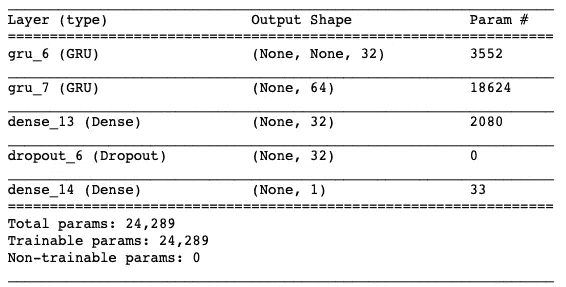 Layer (type) Output Shape Param #
=================================================================
gru_6 (GRU) (None, None, 32) 3552
gru_7 (GRU) (None, 64) 18624
dense_13 (Dense) (None, 32) 2080
dropout_6 (Dropout) (None, 32) 0
dense_14 (Dense) (None, 1) 33
=================================================================
Total params: 24,289
Trainable params: 24,289
Non-trainable params: 0